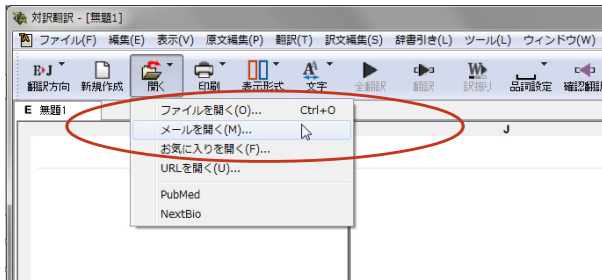 対訳翻訳 - [無題1]
ファイル(F) 編集(E) 表示(V) 原文編集(P) 翻訳(T) 訳文編集(S) 辞書引き(L) ツール(L) ウィンドウ(W)
E›J A W
翻訳方向 新規作成 開く 印刷 表示形式 文字 全翻訳 翻訳 訳振り 品詞設定 確認翻訳
E 無題1
J
ファイルを開く(O)... Ctrl+O
メールを開く(M)...
お気に入りを開く(F)...
URLを開く(U)...
PubMed
NextBio